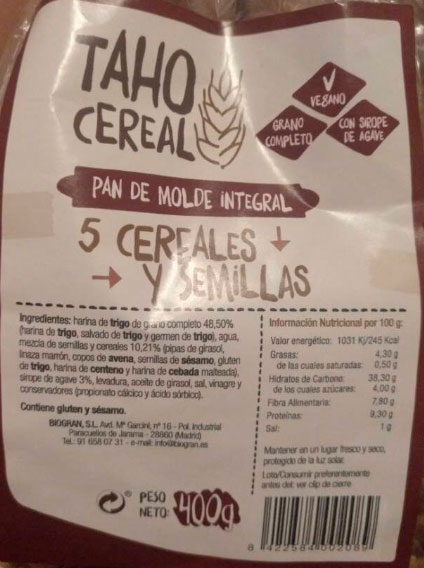 TAHO
CEREAL
VEGANO
GRANO
COMPLETO
CON SIROPE
DE AGAVE
PAN DE MOLDE INTEGRAL
5 CEREALES
Y SEMILLAS
Ingredientes: harina de trigo de grano completo 48,50%
(harina de trigo, salvado de trigo y germen de trigo), agua,
mezcla de semillas y cereales 10,21% (pipas de girasol,
linaza marrón, copos de avena, semillas de sésamo, gluten
de trigo, harina de centeno y harina de cebada malteada),
sirope de agave 3%, levadura, aceite de girasol, sal, vinagre y
conservadores (propionato cálcico y ácido sórbico).
Contiene gluten y sésamo.
BIOGRAN, S.L. Avd. Mª Garcini, nº 16 - Pol. Industrial
Paracuellos de Jarama - 28860 (Madrid)
Tel.: 91 658 07 31 - e-mail: info@biogran.es
Información Nutricional por 100 g:
Valor energético: 1031 Kj/245 Kcal
Grasas: 4,30 g
de las cuales saturadas: 0,50 g
Hidratos de Carbono: 38,30 g
de los cuales azúcares: 4,00 g
Fibra Alimentaria: 7,80 g
Proteínas: 9,30 g
Sal: 1 g
Mantener en un lugar fresco y seco,
protegido de la luz solar.
Lote/Consumir preferentemente
antes del: ver clip de cierre
PESO
NETO: 400g
8 422584 002089